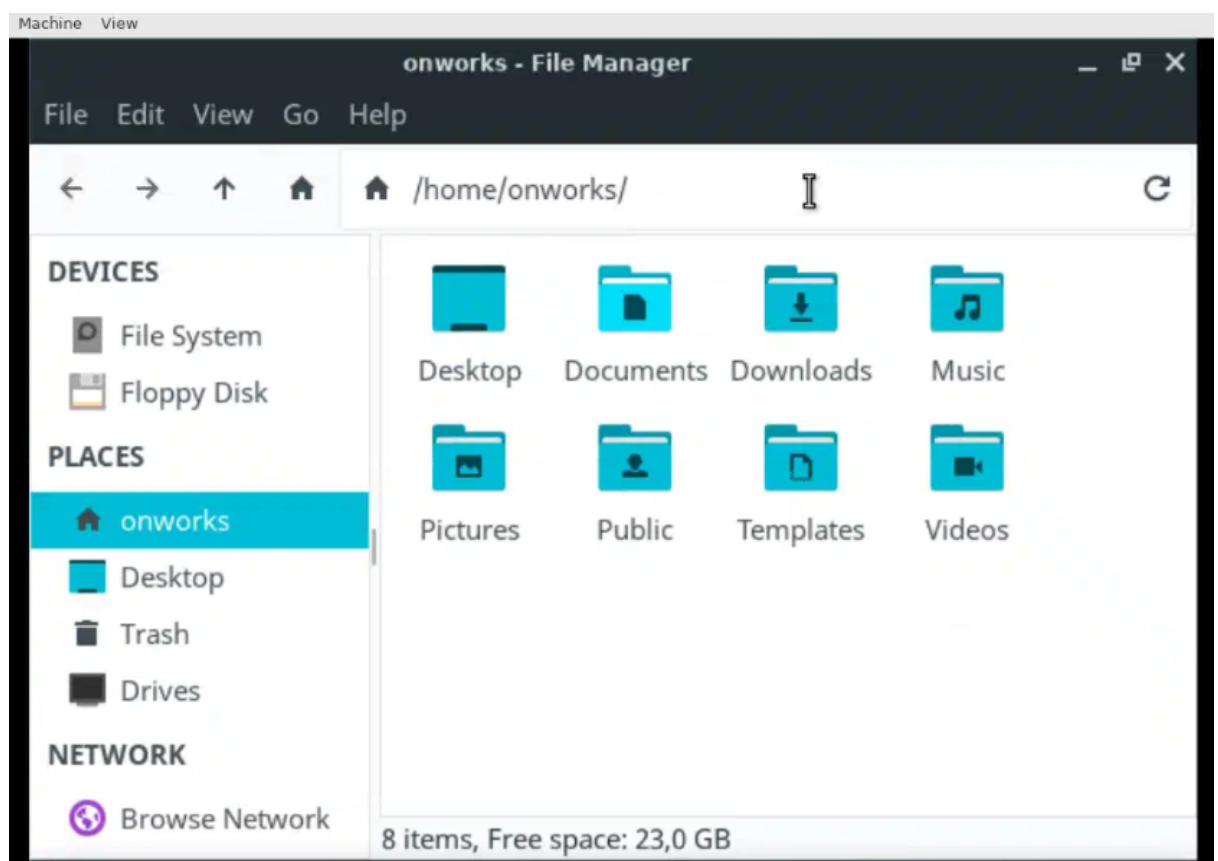 Machine View
onworks - File Manager
File Edit View Go Help
/home/onworks/
DEVICES
File System
Floppy Disk
PLACES
onworks
Desktop
Trash
Drives
NETWORK
Browse Network
Desktop Documents Downloads Music
Pictures Public Templates Videos
8 items, Free space: 23,0 GB